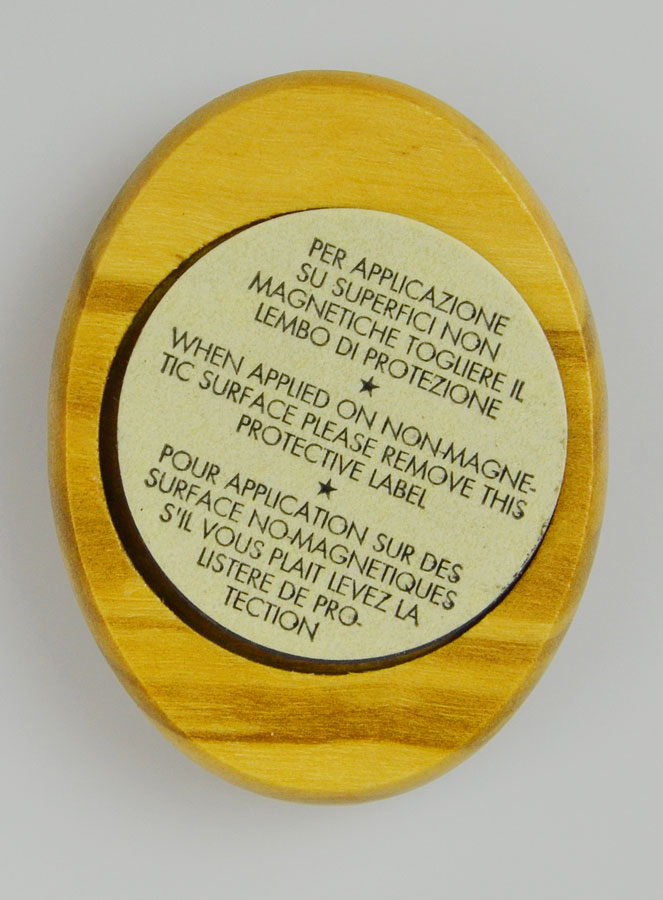 PER APPLICAZIONE
SU SUPERFICI NON
MAGNETICHE TOGLIERE IL
LEMBO DI PROTEZIONE
★
WHEN APPLIED ON NON-MAGNE-
TIC SURFACE PLEASE REMOVE THIS
PROTECTIVE LABEL
★
POUR APPLICATION SUR DES
SURFACE NO-MAGNETIQUES
S'IL VOUS PLAIT LEVEZ LA
LISTERE DE PRO-
TECTION